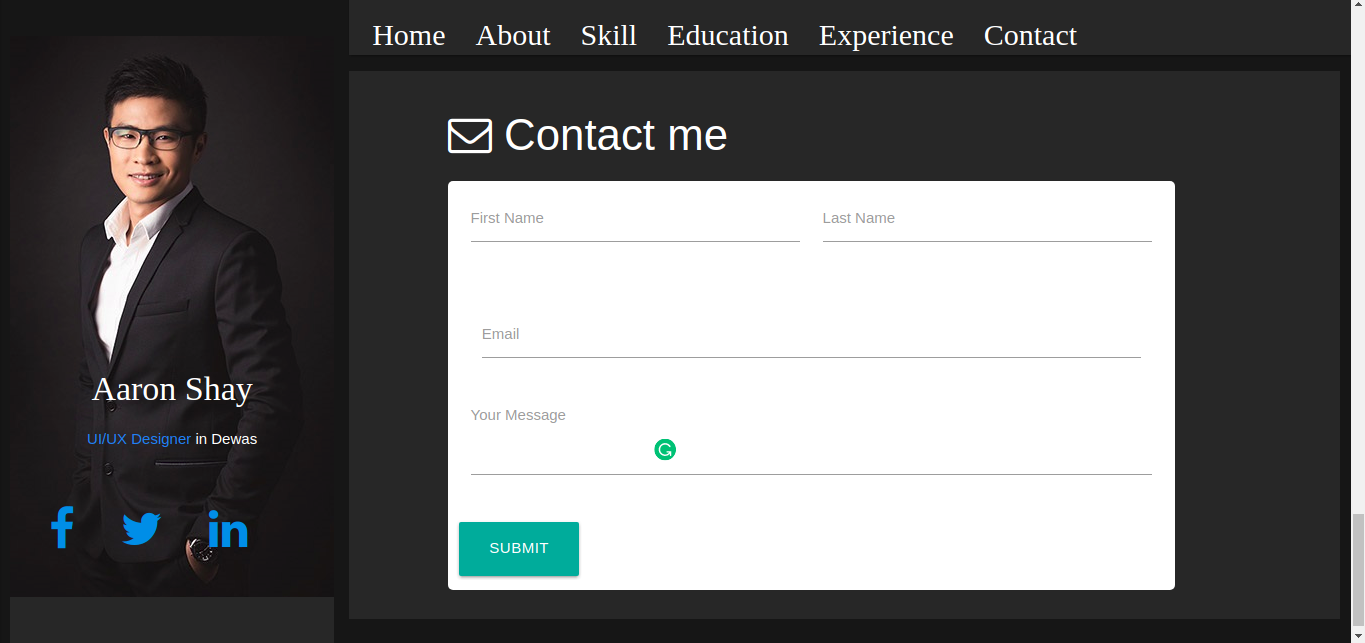 Home About Skill Education Experience Contact
Contact me
First Name Last Name
Email
Your Message
SUBMIT
Aaron Shay
UI/UX Designer in Dewas